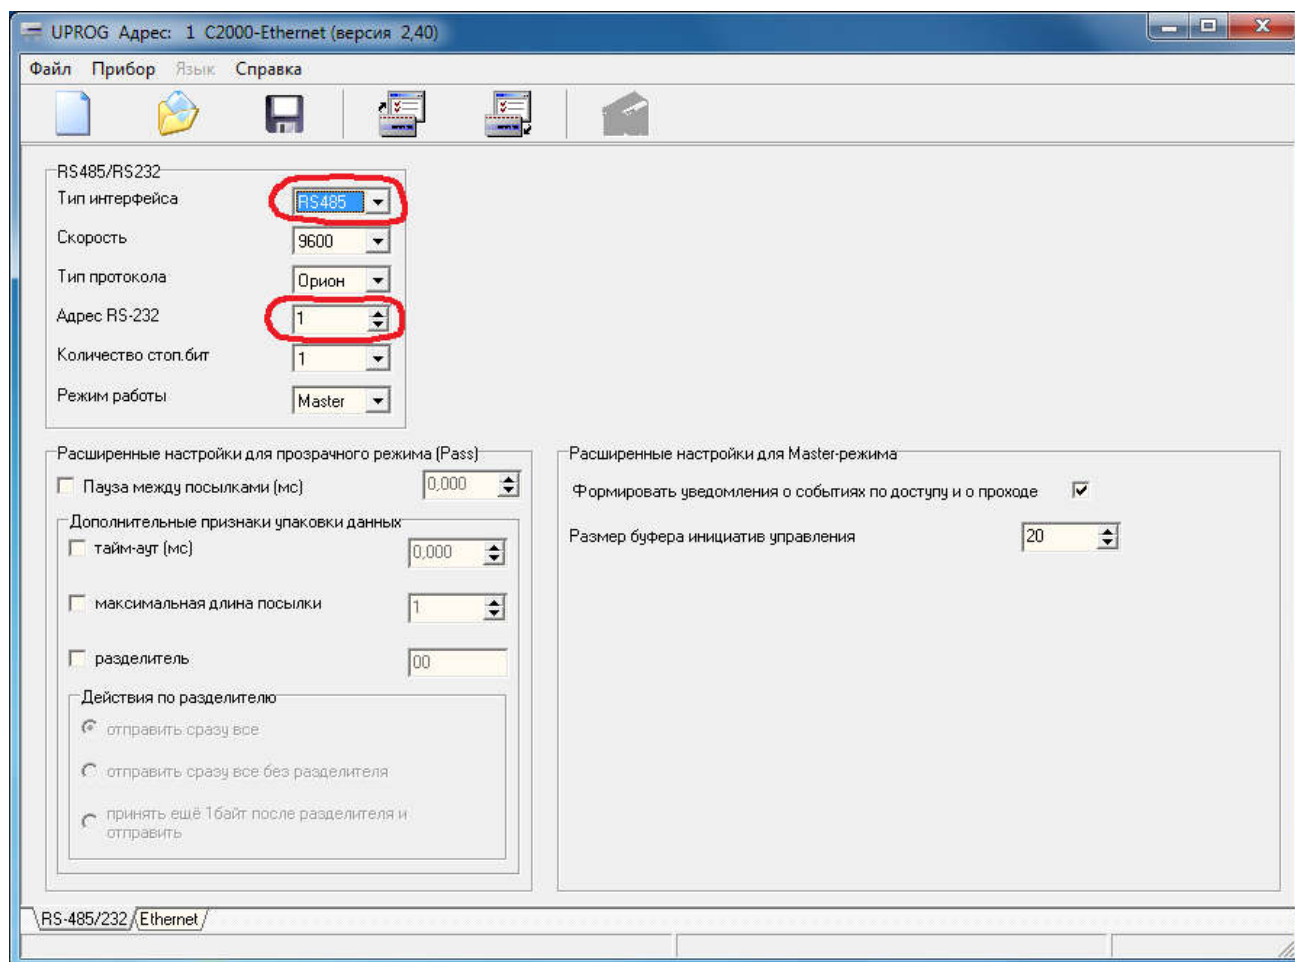 UPROG Адрес: 1 С2000-Ethernet (версия 2,40)
Файл Прибор Язык Справка
RS485/RS232
Тип интерфейса RS485
Скорость 9600
Тип протокола Орион
Адрес RS-232 1
Количество стоп.бит 1
Режим работы Master
Расширенные настройки для прозрачного режима (Pass)
Пауза между посылками (мс) 0,000
Дополнительные признаки упаковки данных
тайм-аут (мс) 0,000
максимальная длина посылки 1
разделитель 00
Действия по разделителю
отправить сразу все
отправить сразу все без разделителя
принять ещё 1байт после разделителя и
отправить
Расширенные настройки для Master-режима
Формировать уведомления о событиях по доступу и о проходе
Размер буфера инициатив управления 20
RS-485/232 Ethernet